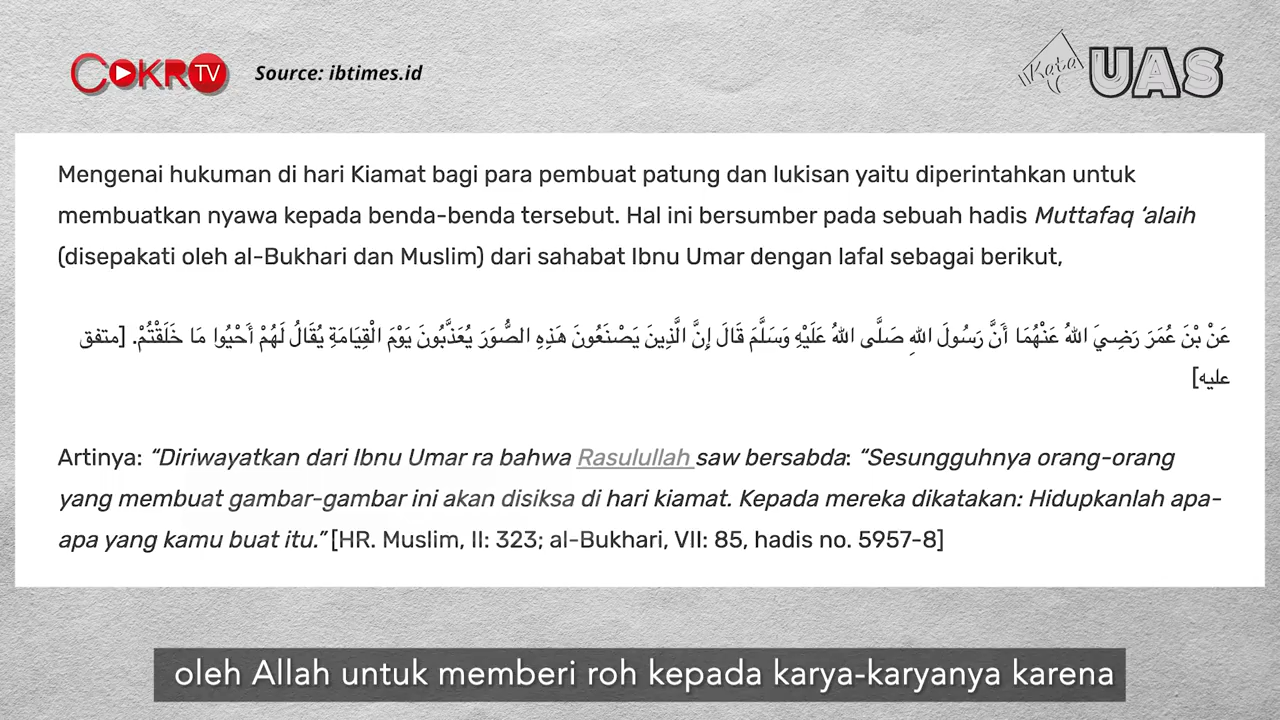 COKRO TV
Source: ibtimes.id
Kata UAS
Mengenai hukuman di hari Kiamat bagi para pembuat patung dan lukisan yaitu diperintahkan untuk
membuatkan nyawa kepada benda-benda tersebut. Hal ini bersumber pada sebuah hadis Muttafaq ‘alaih
(disepakati oleh al-Bukhari dan Muslim) dari sahabat Ibnu Umar dengan lafal sebagai berikut,
عَنْ بْنَ عُمَرَ رَضِيَ اللهُ عَنْهُمَا أَنَّ رَسُولَ اللهِ صَلَّى اللهُ عَلَيْهِ وَسَلَّمَ قَالَ إِنَّ الَّذِينَ يَصْنَعُونَ هَذِهِ الصُّوَرَ يُعَذَّبُونَ يَوْمَ الْقِيَامَةِ يُقَالُ لَهُمْ أَحْيُوا مَا خَلَقْتُمْ. [متفق
عليه]
Artinya: “Diriwayatkan dari Ibnu Umar ra bahwa Rasulullah saw bersabda: “Sesungguhnya orang-orang
yang membuat gambar-gambar ini akan disiksa di hari kiamat. Kepada mereka dikatakan: Hidupkanlah apa-
apa yang kamu buat itu.” [HR. Muslim, II: 323; al-Bukhari, VII: 85, hadis no. 5957-8]
oleh Allah untuk memberi roh kepada karya-karyanya karena